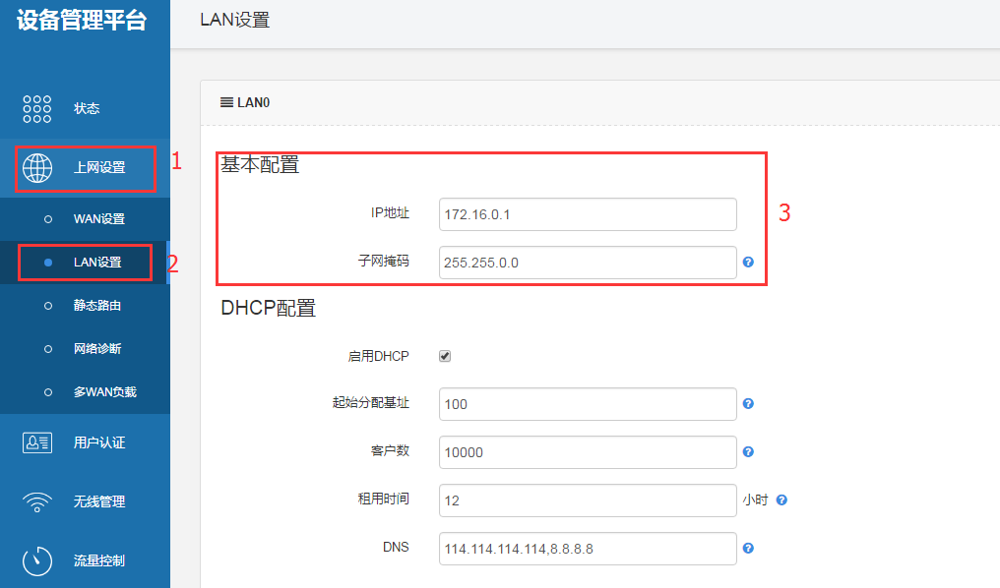 设备管理平台
LAN设置
状态
上网设置
1
WAN设置
LAN设置
2
静态路由
网络诊断
多WAN负载
用户认证
无线管理
流量控制
LAN0
基本配置
IP地址 172.16.0.1
子网掩码 255.255.0.0
3
DHCP配置
启用DHCP
起始分配基址 100
客户数 10000
租用时间 12 小时
DNS 114.114.114.114,8.8.8.8